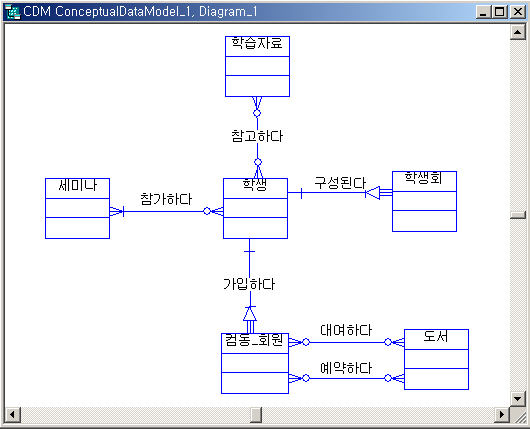 CDM ConceptualDataModel_1, Diagram_1
학습자료
참고하다
세미나
참가하다
학생
구성된다
학생회
가입하다
컴동_회원
대여하다
도서
예약하다